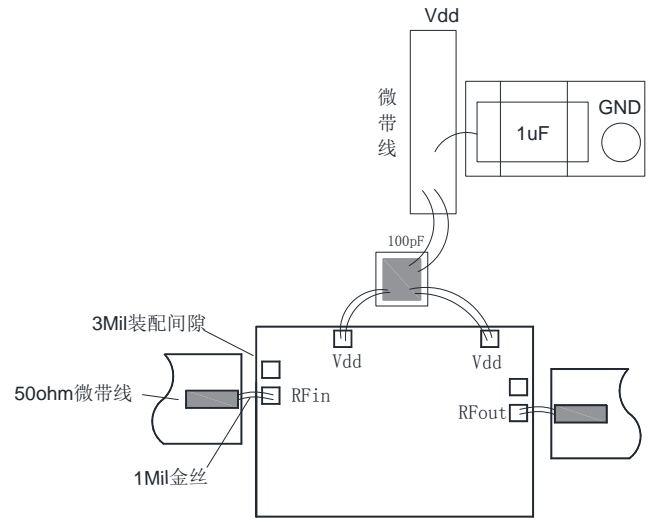 Vdd
微
带
线
1uF
GND
100pF
3Mil装配间隙
Vdd
Vdd
50ohm微带线
RFin
RFout
1Mil金丝